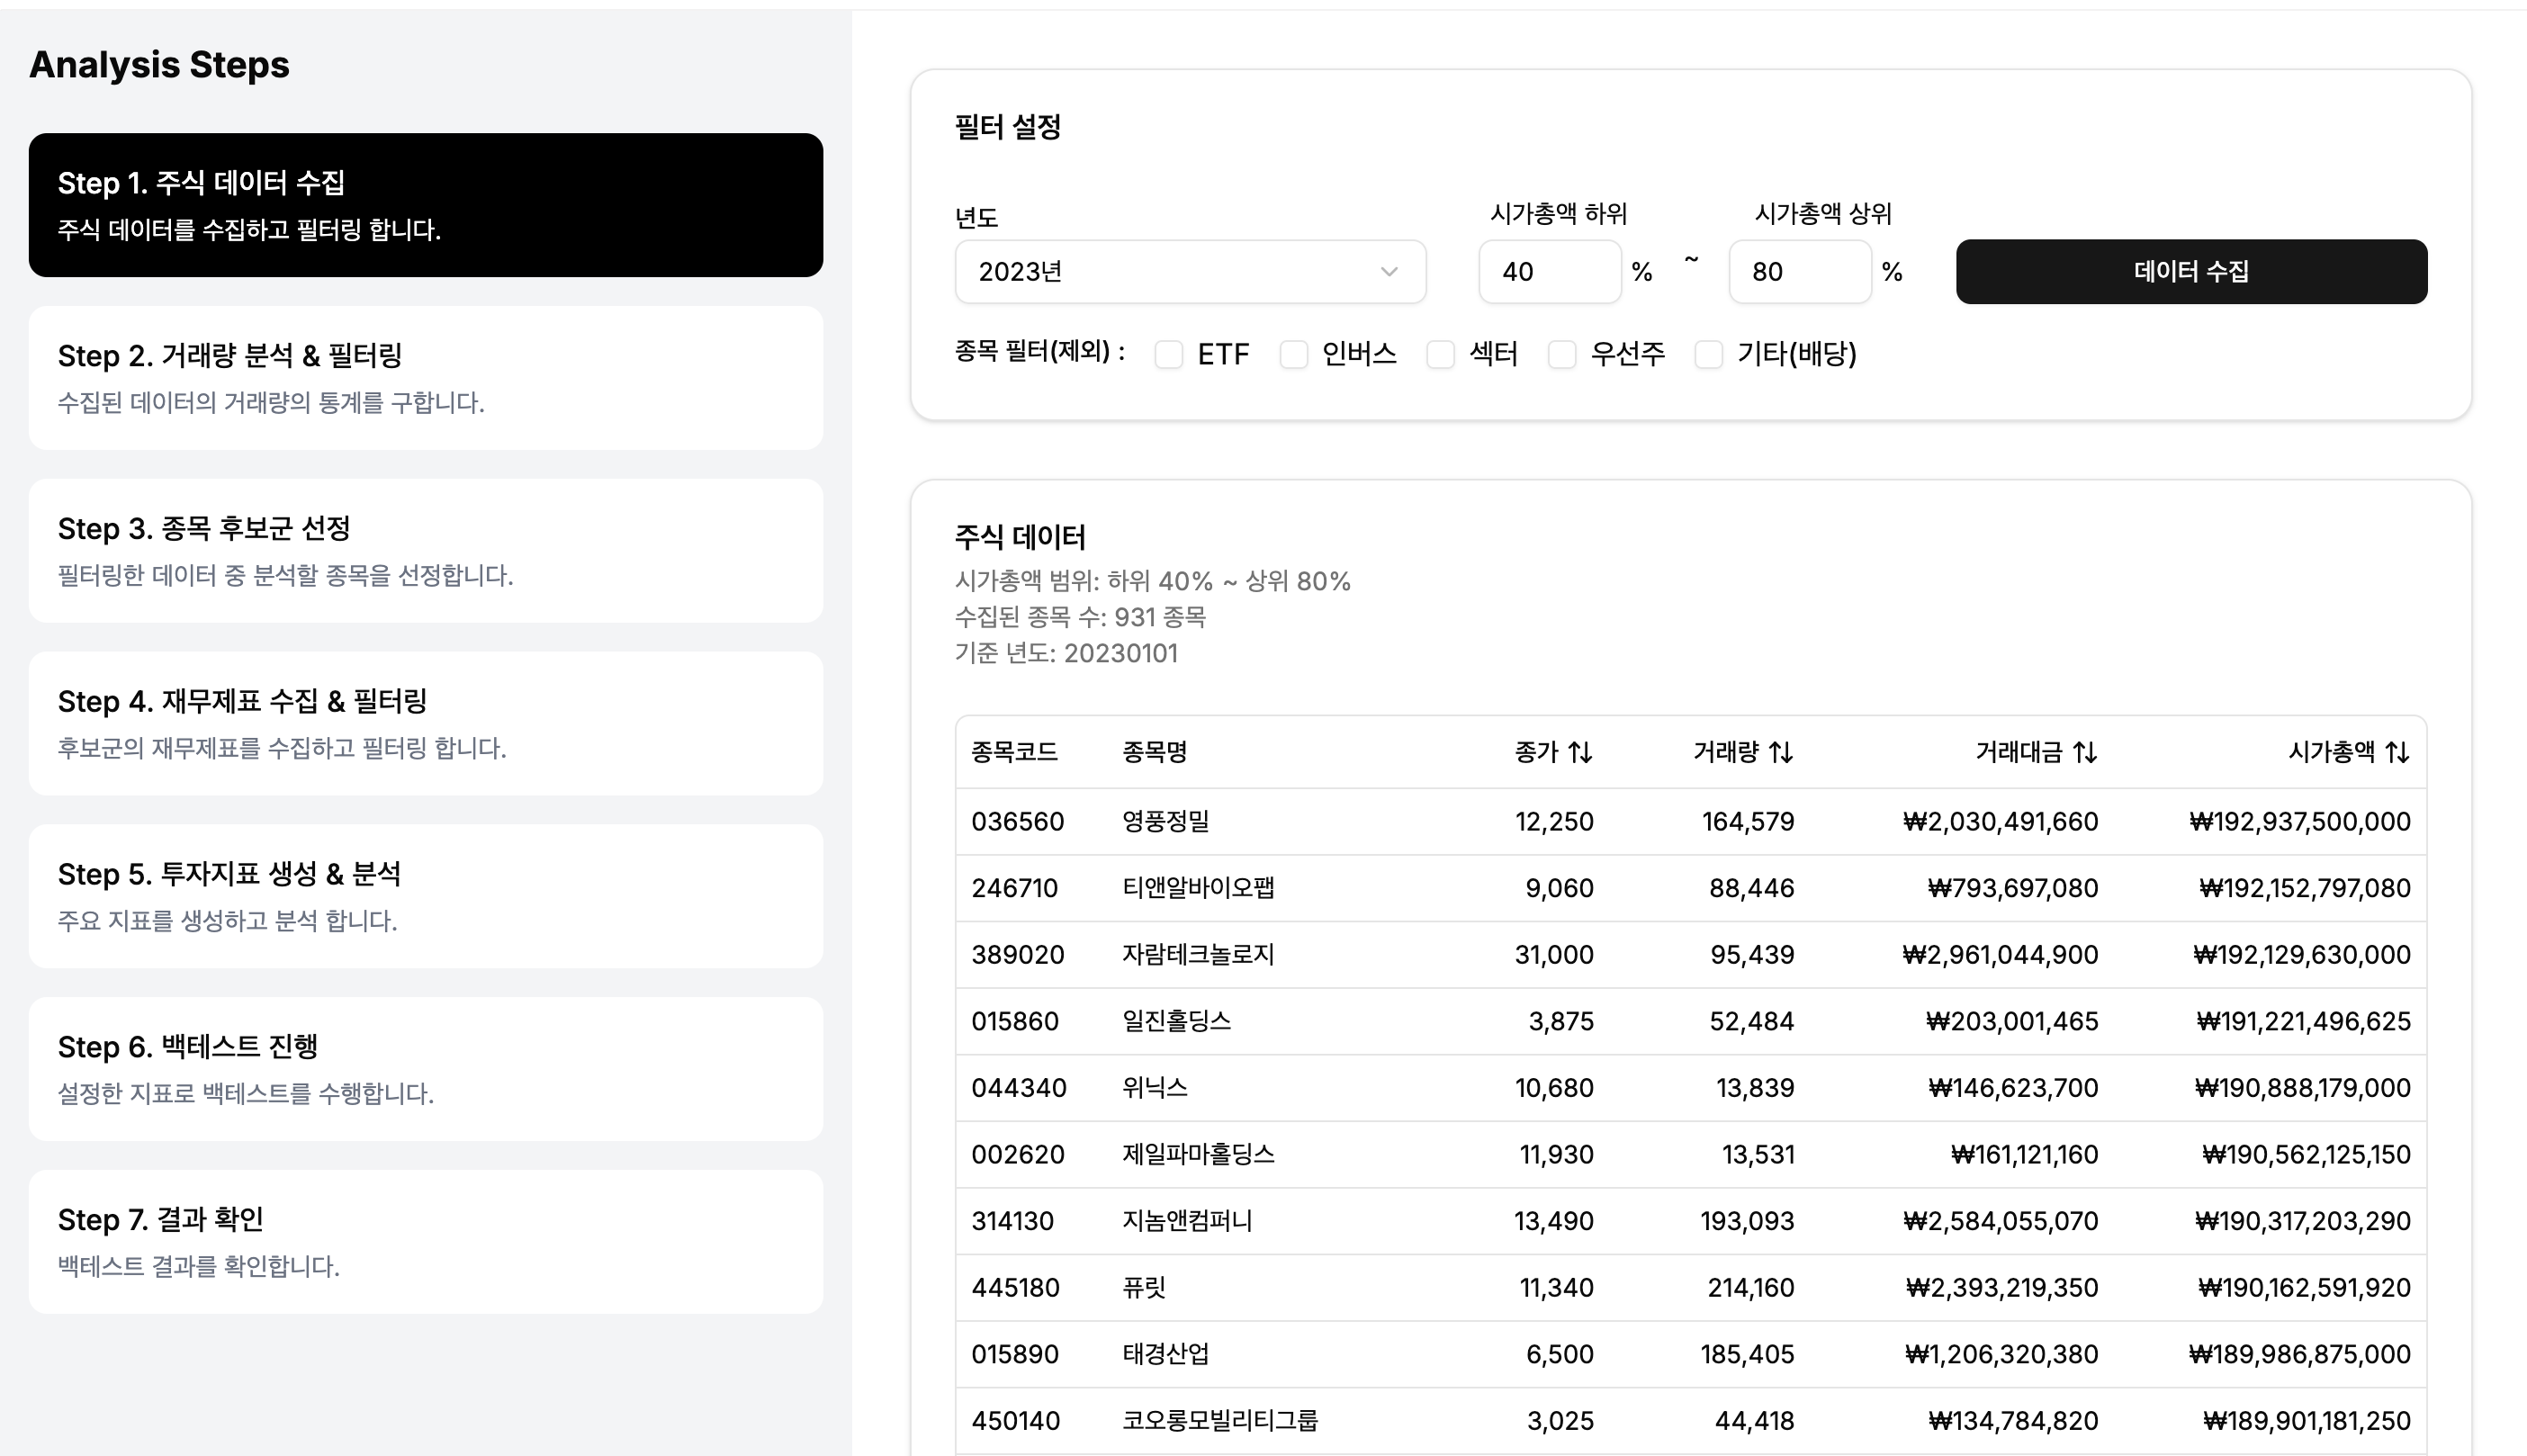 Analysis Steps
Step 1. 주식 데이터 수집
주식 데이터를 수집하고 필터링 합니다.
Step 2. 거래량 분석 & 필터링
수집된 데이터의 거래량의 통계를 구합니다.
Step 3. 종목 후보군 선정
필터링한 데이터 중 분석할 종목을 선정합니다.
Step 4. 재무제표 수집 & 필터링
후보군의 재무제표를 수집하고 필터링 합니다.
Step 5. 투자지표 생성 & 분석
주요 지표를 생성하고 분석 합니다.
Step 6. 백테스트 진행
설정한 지표로 백테스트를 수행합니다.
Step 7. 결과 확인
백테스트 결과를 확인합니다.
필터 설정
년도 시가총액 하위 시가총액 상위
2023년 40 % ~ 80 % 데이터 수집
종목 필터(제외) : ETF 인버스 섹터 우선주 기타(배당)
주식 데이터
시가총액 범위: 하위 40% ~ 상위 80%
수집된 종목 수: 931 종목
기준 년도: 20230101
종목코드 종목명 종가 ↑↓ 거래량 ↑↓ 거래대금 ↑↓ 시가총액 ↑↓
036560 영풍정밀 12,250 164,579 ₩2,030,491,660 ₩192,937,500,000
246710 티앤알바이오팹 9,060 88,446 ₩793,697,080 ₩192,152,797,080
389020 자람테크놀로지 31,000 95,439 ₩2,961,044,900 ₩192,129,630,000
015860 일진홀딩스 3,875 52,484 ₩203,001,465 ₩191,221,496,625
044340 위닉스 10,680 13,839 ₩146,623,700 ₩190,888,179,000
002620 제일파마홀딩스 11,930 13,531 ₩161,121,160 ₩190,562,125,150
314130 지놈앤컴퍼니 13,490 193,093 ₩2,584,055,070 ₩190,317,203,290
445180 퓨릿 11,340 214,160 ₩2,393,219,350 ₩190,162,591,920
015890 태경산업 6,500 185,405 ₩1,206,320,380 ₩189,986,875,000
450140 코오롱모빌리티그룹 3,025 44,418 ₩134,784,820 ₩189,901,181,250